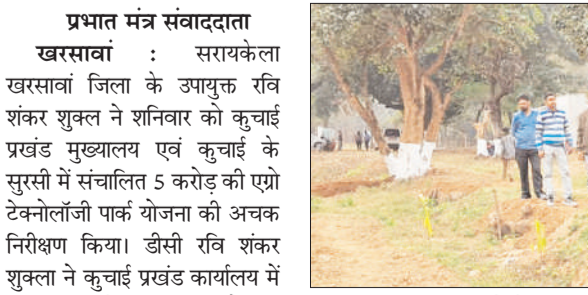 प्रभात मंत्र संवाददाता
खरसावां : सरायकेला
खरसावां जिला के उपायुक्त रवि
शंकर शुक्ल ने शनिवार को कुचाई
प्रखंड मुख्यालय एवं कुचाई के
सुरसी में संचालित 5 करोड़ की एग्रो
टेक्नोलॉजी पार्क योजना की अचक
निरीक्षण किया। डीसी रवि शंकर
शुक्ला ने कुचाई प्रखंड कार्यालय में